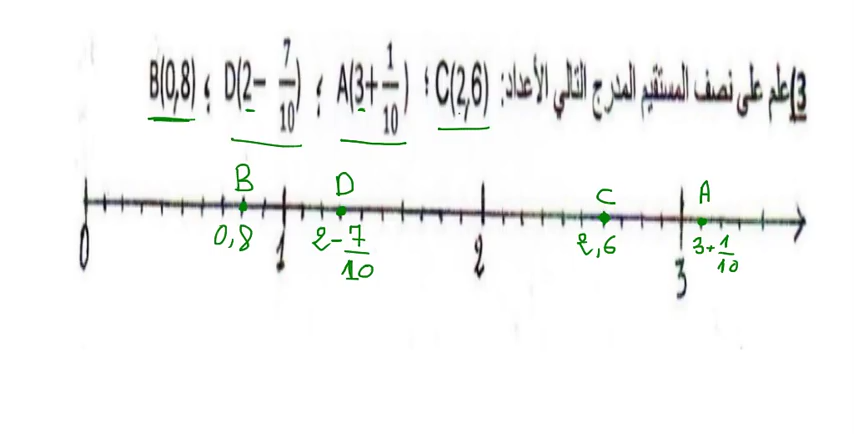 3)علم على نصف المستقيم المدرج التالي الأعداد: C(2,6) ؛ A(3+1/10) ؛ D(2−7/10) ؛ B(0,8)
B D C A
0,8 2-7/10 2,6 3+1/10
0 1 2 3